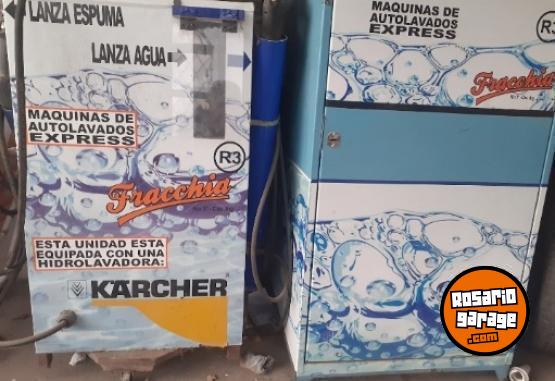 LANZA ESPUMA
LANZA AGUA
MAQUINAS DE
AUTOLAVADOS
EXPRESS
R3
Fracchia
ESTA UNIDAD ESTA
EQUIPADA CON UNA
HIDROLAVADORA:
KÄRCHER
MAQUINAS DE
AUTOLAVADOS
EXPRESS
R3
Fracchia
ROSARIO
GARAGE
.COM